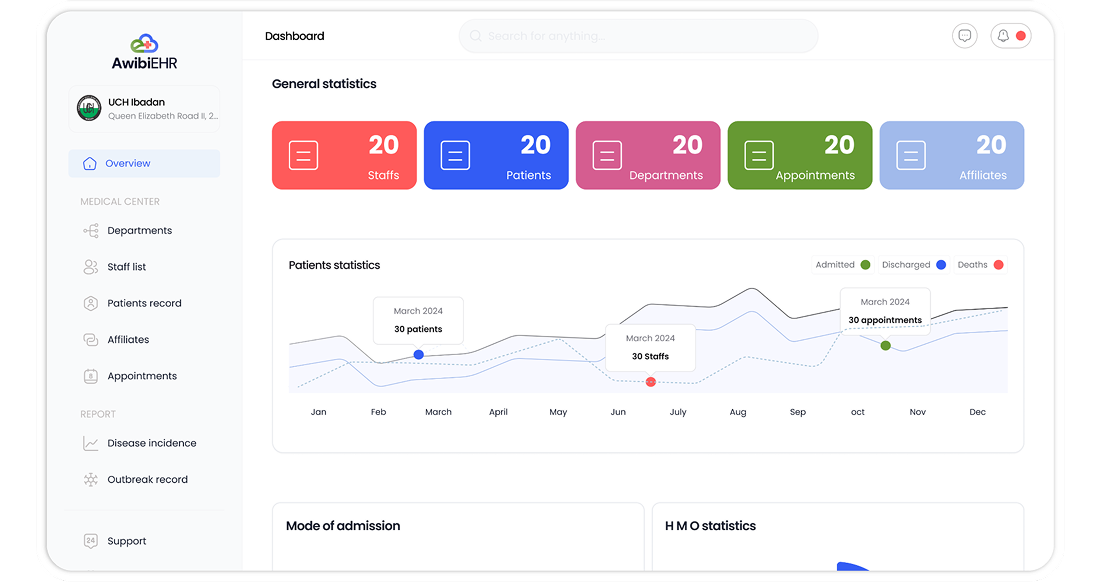 AwibiEHR
UCH Ibadan
Queen Elizabeth Road II, 2...
Overview
MEDICAL CENTER
Departments
Staff list
Patients record
Affiliates
8
Appointments
REPORT
Disease incidence
Outbreak record
24
Support
Dashboard
Search for anything...
General statistics
20
Staffs
20
Patients
20
Departments
20
Appointments
20
Affiliates
Patients statistics
Admitted
Discharged
Deaths
March 2024
30 patients
March 2024
30 Staffs
March 2024
30 appointments
Jan Feb March April May Jun July Aug Sep oct Nov Dec
Mode of admission
H M O statistics